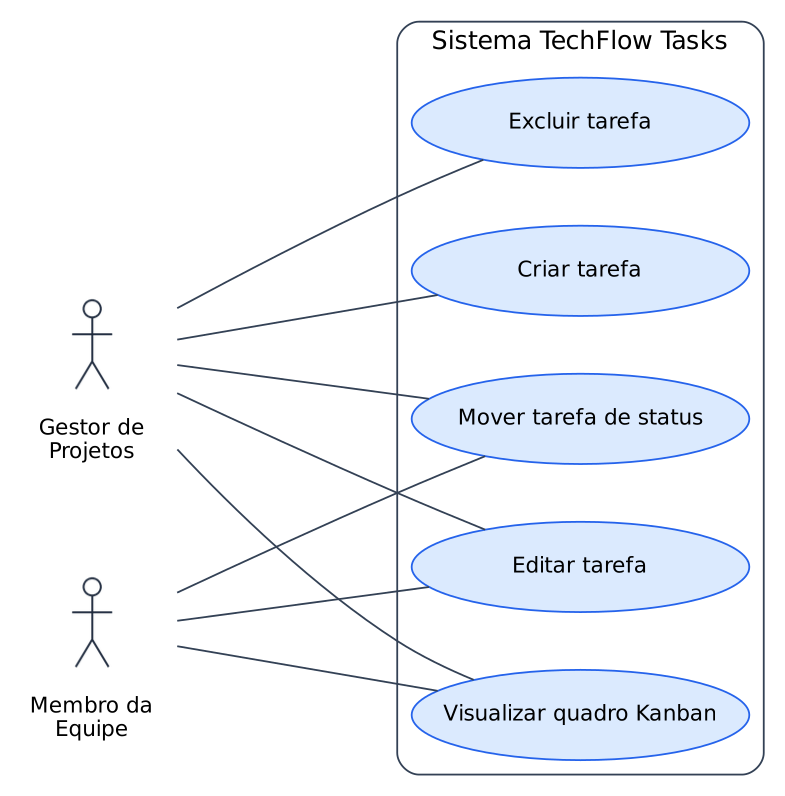 Sistema TechFlow Tasks
Excluir tarefa
Criar tarefa
Mover tarefa de status
Gestor de
Projetos
Editar tarefa
Membro da
Equipe
Visualizar quadro Kanban